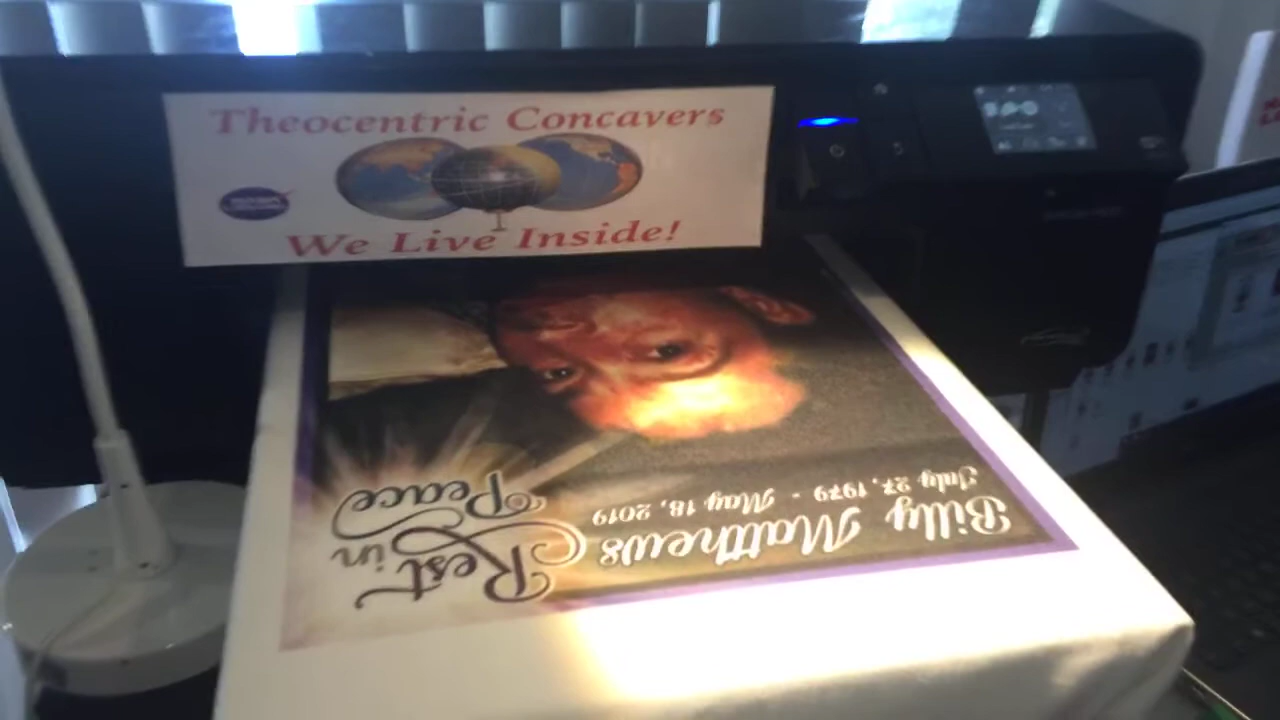 Theocentric Concavers
We Live Inside!
Billy Matthews
July 27, 1979 - May 18, 2019
Rest
in
Peace